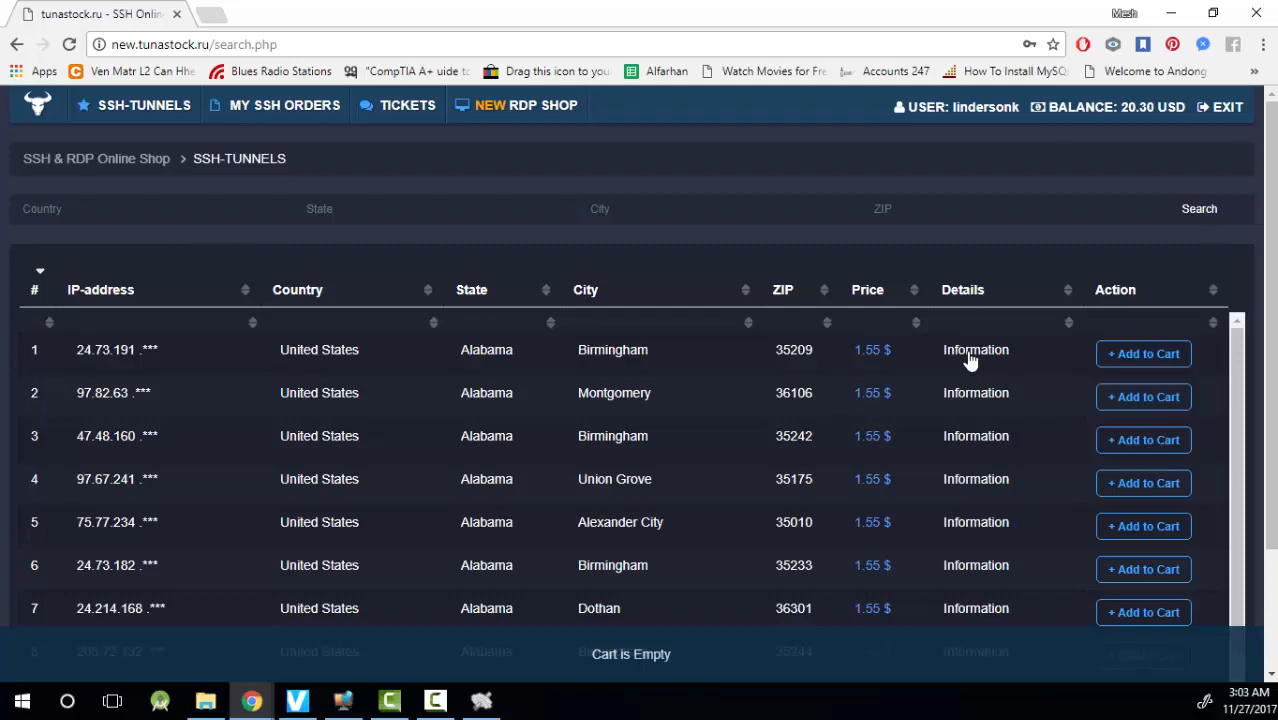 tunastock.ru - SSH Onlin
Mesh
new.tunastock.ru/search.php
Apps Ven Matr L2 Can Hhe Blues Radio Stations "CompTIA A+ uide to Drag this icon to you Alfarhan Watch Movies for Fre Accounts 247 How To Install MySQ Welcome to Andong »
SSH-TUNNELS MY SSH ORDERS TICKETS NEW RDP SHOP USER: lindersonk BALANCE: 20.30 USD EXIT
SSH & RDP Online Shop > SSH-TUNNELS
Country State City ZIP Search
# IP-address Country State City ZIP Price Details Action
1 24.73.191 .*** United States Alabama Birmingham 35209 1.55 $ Information + Add to Cart
2 97.82.63 .*** United States Alabama Montgomery 36106 1.55 $ Information + Add to Cart
3 47.48.160 .*** United States Alabama Birmingham 35242 1.55 $ Information + Add to Cart
4 97.67.241 .*** United States Alabama Union Grove 35175 1.55 $ Information + Add to Cart
5 75.77.234 .*** United States Alabama Alexander City 35010 1.55 $ Information + Add to Cart
6 24.73.182 .*** United States Alabama Birmingham 35233 1.55 $ Information + Add to Cart
7 24.214.168 .*** United States Alabama Dothan 36301 1.55 $ Information + Add to Cart
8 United States Alabama 35244 Information
Cart is Empty
3:03 AM
11/27/2017